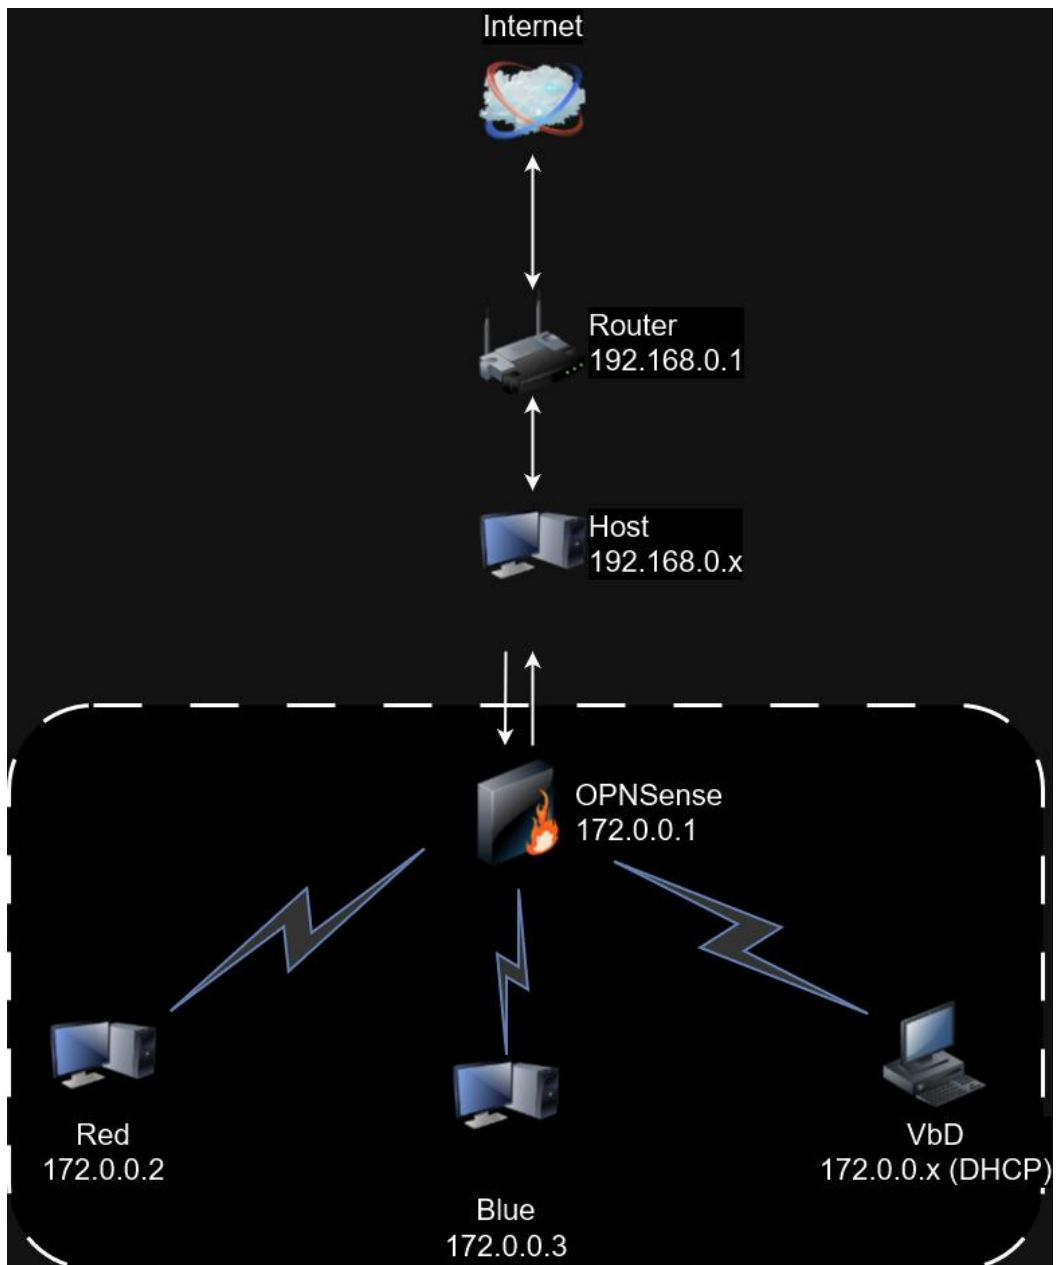 Internet
Router
192.168.0.1
Host
192.168.0.x
OPNSense
172.0.0.1
Red
172.0.0.2
Blue
172.0.0.3
VbD
172.0.0.x (DHCP)